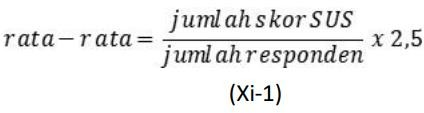 rata-rata = jumlah skor SUS / jumlah responden x 2,5
(Xi-1)